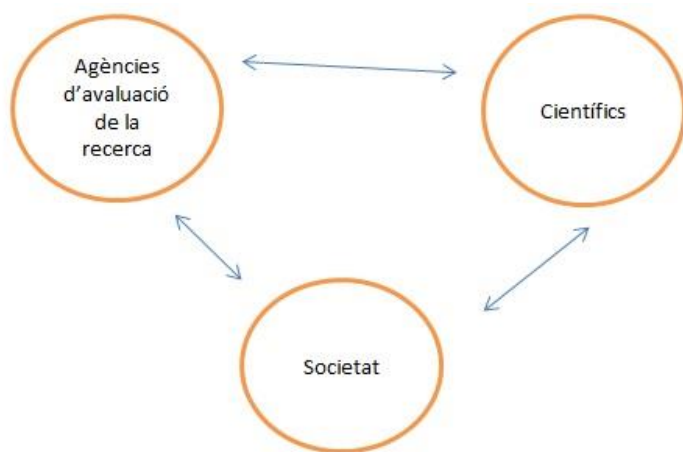 Agències
d’avaluació
de la
recerca
Científics
Societat